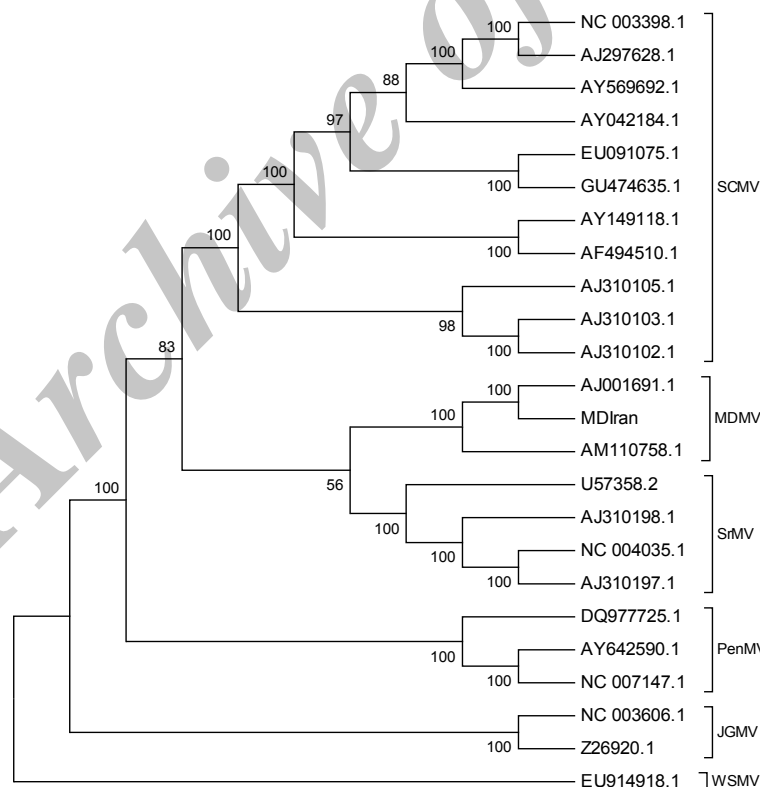 NC 003398.1
100
AJ297628.1
100
AY569692.1
88
AY042184.1
97
EU091075.1
100
GU474635.1
100
SCMV
AY149118.1
100
AF494510.1
100
AJ310105.1
98
AJ310103.1
100
AJ310102.1
83
AJ001691.1
100
MDIran
100
MDMV
AM110758.1
56
U57358.2
100
AJ310198.1
100
SrMV
NC 004035.1
100
AJ310197.1
100
DQ977725.1
100
AY642590.1
PenMV
100
NC 007147.1
NC 003606.1
JGMV
100
Z26920.1
EU914918.1
WSMV
Archive of